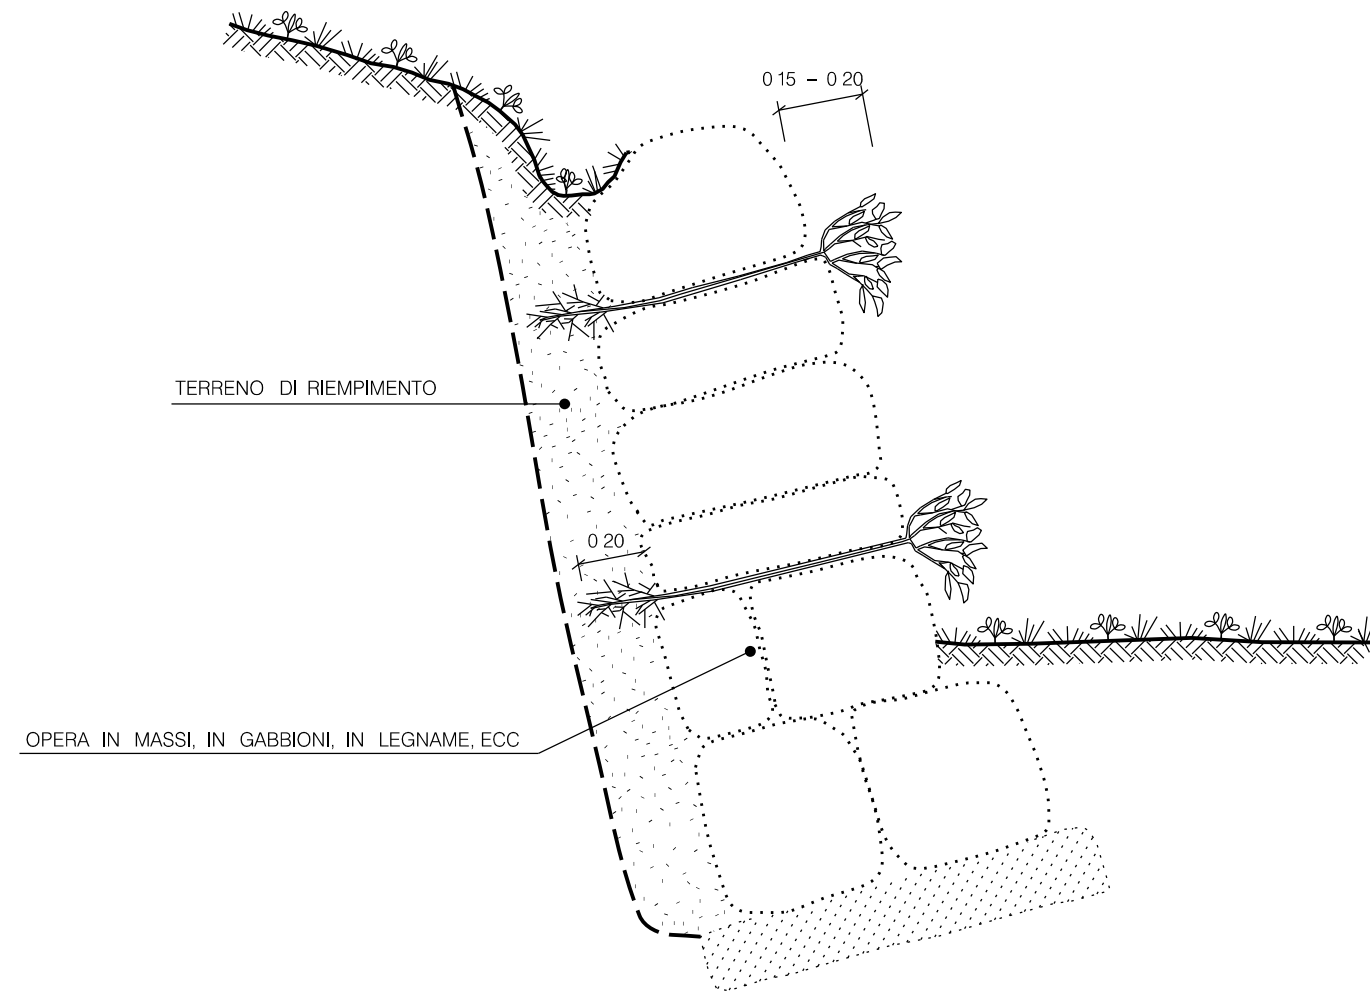 0 15 - 0 20
TERRENO DI RIEMPIMENTO
0 20
OPERA IN MASSI, IN GABBIONI, IN LEGNAME, ECC